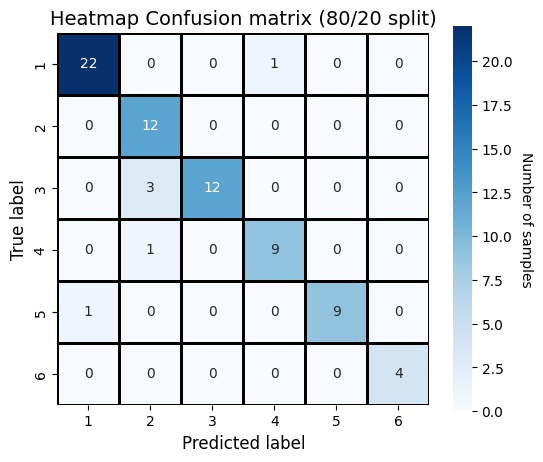 Heatmap Confusion matrix (80/20 split)
1 22 0 0 1 0 0
2 0 12 0 0 0 0
3 0 3 12 0 0 0
4 0 1 0 9 0 0
5 1 0 0 0 9 0
6 0 0 0 0 0 4
1 2 3 4 5 6
True label
Predicted label
20.0
17.5
15.0
12.5
10.0
7.5
5.0
2.5
0.0
Number of samples